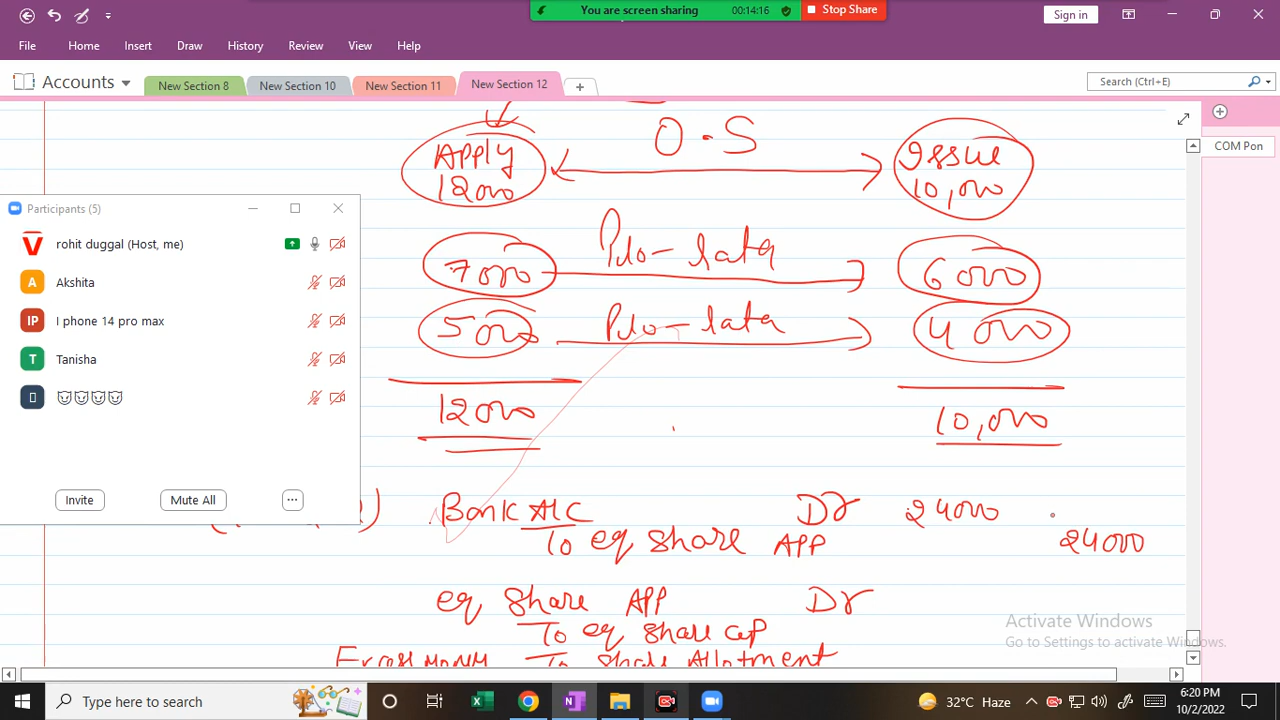 You are screen sharing
00:14:16
Stop Share
Sign in
File Home Insert Draw History Review View Help
Accounts
New Section 8
New Section 10
New Section 11
New Section 12
+
Search (Ctrl+E)
COM Pon
O.S
APPly
12000
Issue
10,000
Participants (5)
rohit duggal (Host, me)
Akshita
IP I phone 14 pro max
T Tanisha
Invite
Mute All
...
7000 Pro-rata 6000
5000 Pro-rata 4000
12000 10,000
Bank A/C Dr 24000
To eq share APP 24000
eq share APP Dr
To eq share cap
To share Allotment
Activate Windows
Go to Settings to activate Windows.
Type here to search
32°C Haze
6:20 PM
10/2/2022